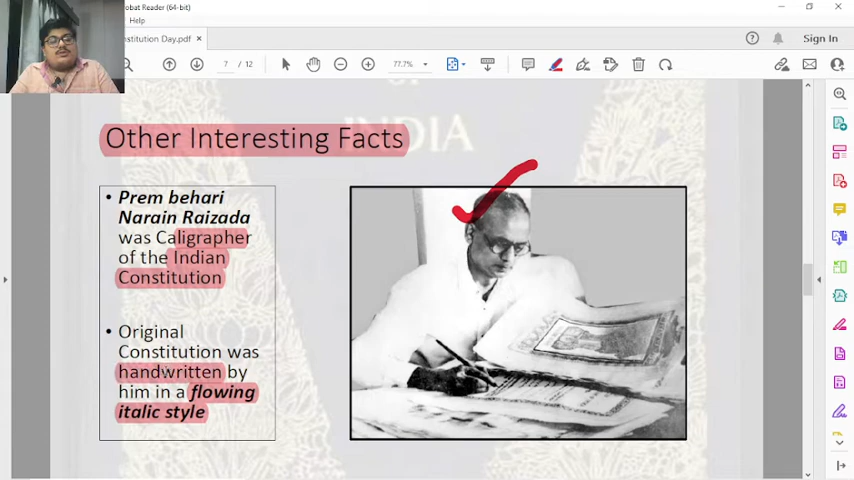 obat Reader (64-bit)
Help
nstitution Day.pdf ×
Sign In
7 / 12
77.7%
INDIA
Other Interesting Facts
• Prem behari
Narain Raizada
was Caligrapher
of the Indian
Constitution
• Original
Constitution was
handwritten by
him in a flowing
italic style